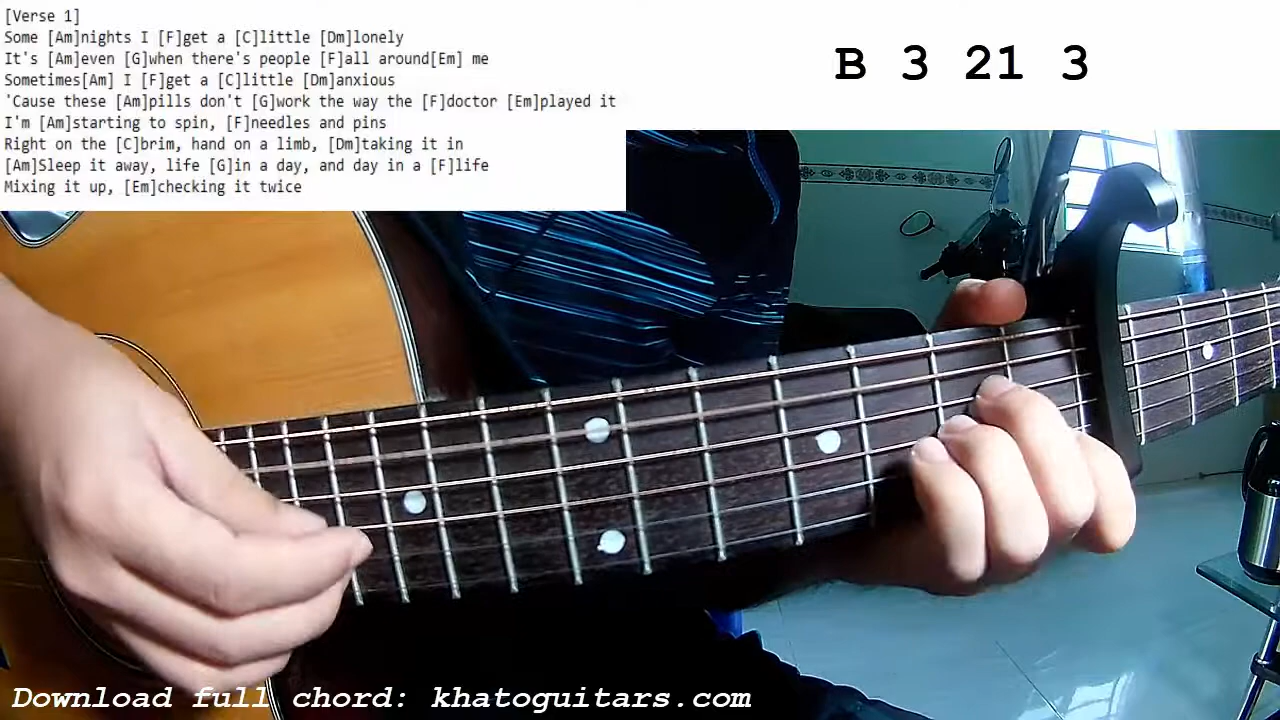 [Verse 1]
Some [Am]nights I [F]get a [C]little [Dm]lonely
It's [Am]even [G]when there's people [F]all around[Em] me
Sometimes[Am] I [F]get a [C]little [Dm]anxious
'Cause these [Am]pills don't [G]work the way the [F]doctor [Em]played it
I'm [Am]starting to spin, [F]needles and pins
Right on the [C]brim, hand on a limb, [Dm]taking it in
[Am]Sleep it away, life [G]in a day, and day in a [F]life
Mixing it up, [Em]checking it twice
B 3 21 3
Download full chord: khatoguitars.com